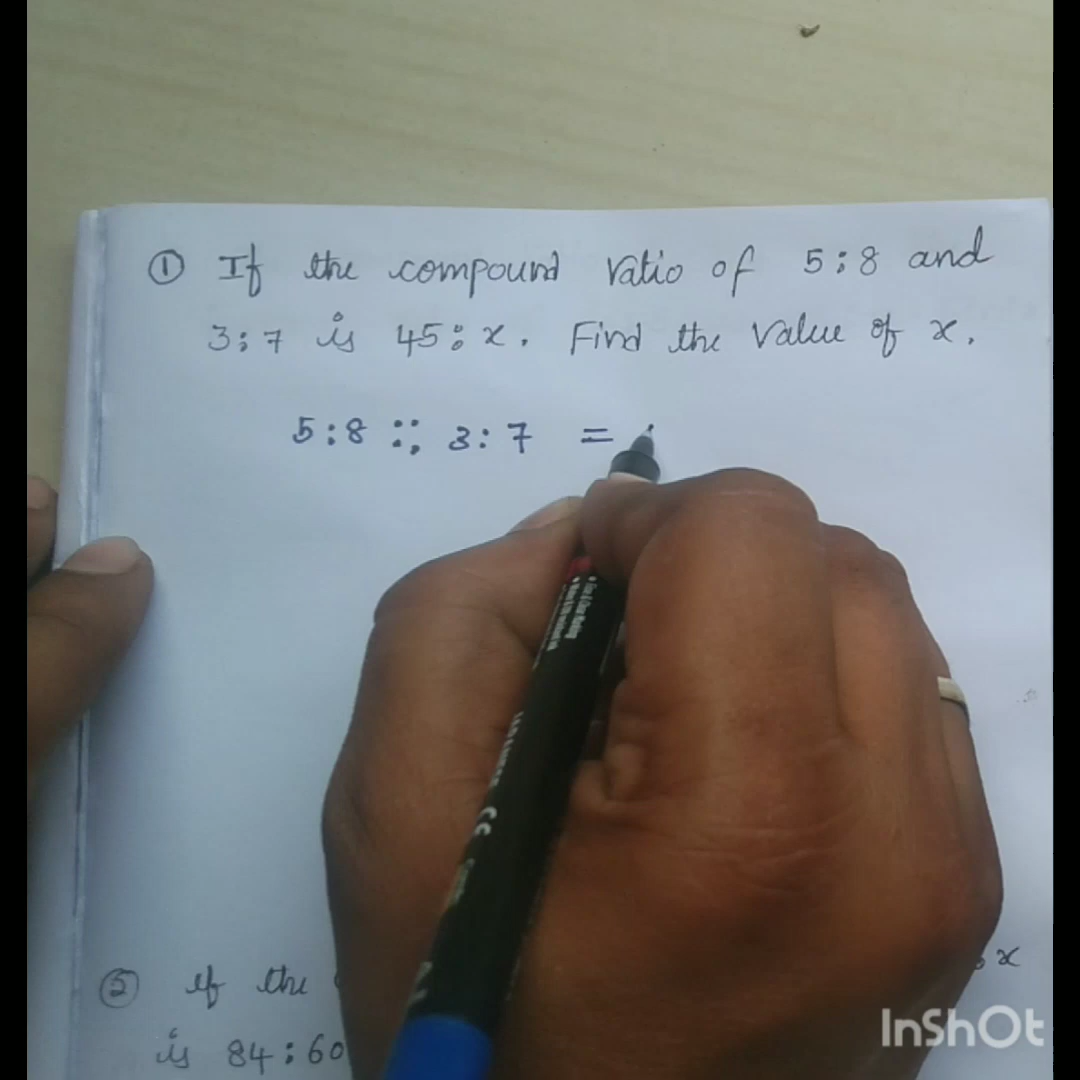 ① If the compound ratio of 5:8 and
3:7 is 45:x. Find the value of x.
5:8 :: 3:7 =
② if the
x
is 84:60
InShOt
CE